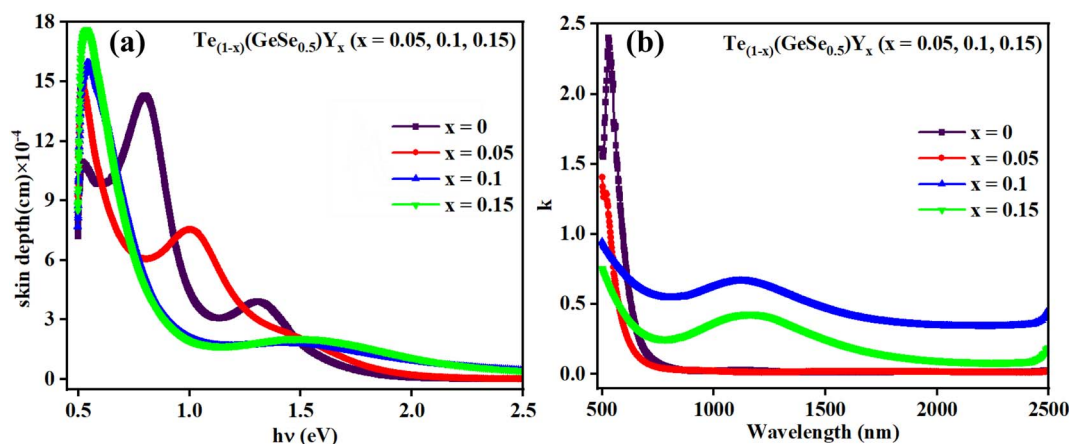 (a)
Te(1-x)(GeSe0.5)Yx (x = 0.05, 0.1, 0.15)
x = 0
x = 0.05
x = 0.1
x = 0.15
skin depth(cm)×10-4
18
15
12
9
6
3
0
0.5 1.0 1.5 2.0 2.5
hν (eV)
(b)
Te(1-x)(GeSe0.5)Yx (x = 0.05, 0.1, 0.15)
x = 0
x = 0.05
x = 0.1
x = 0.15
k
2.5
2.0
1.5
1.0
0.5
0.0
500 1000 1500 2000 2500
Wavelength (nm)